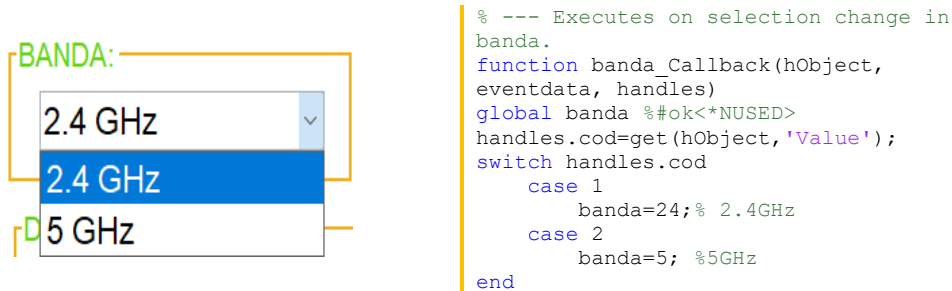 BANDA:
2.4 GHz
2.4 GHz
D
5 GHz
% --- Executes on selection change in
banda.
function banda_Callback(hObject,
eventdata, handles)
global banda %#ok<*NUSED>
handles.cod=get(hObject,'Value');
switch handles.cod
    case 1
        banda=24;% 2.4GHz
    case 2
        banda=5; %5GHz
end